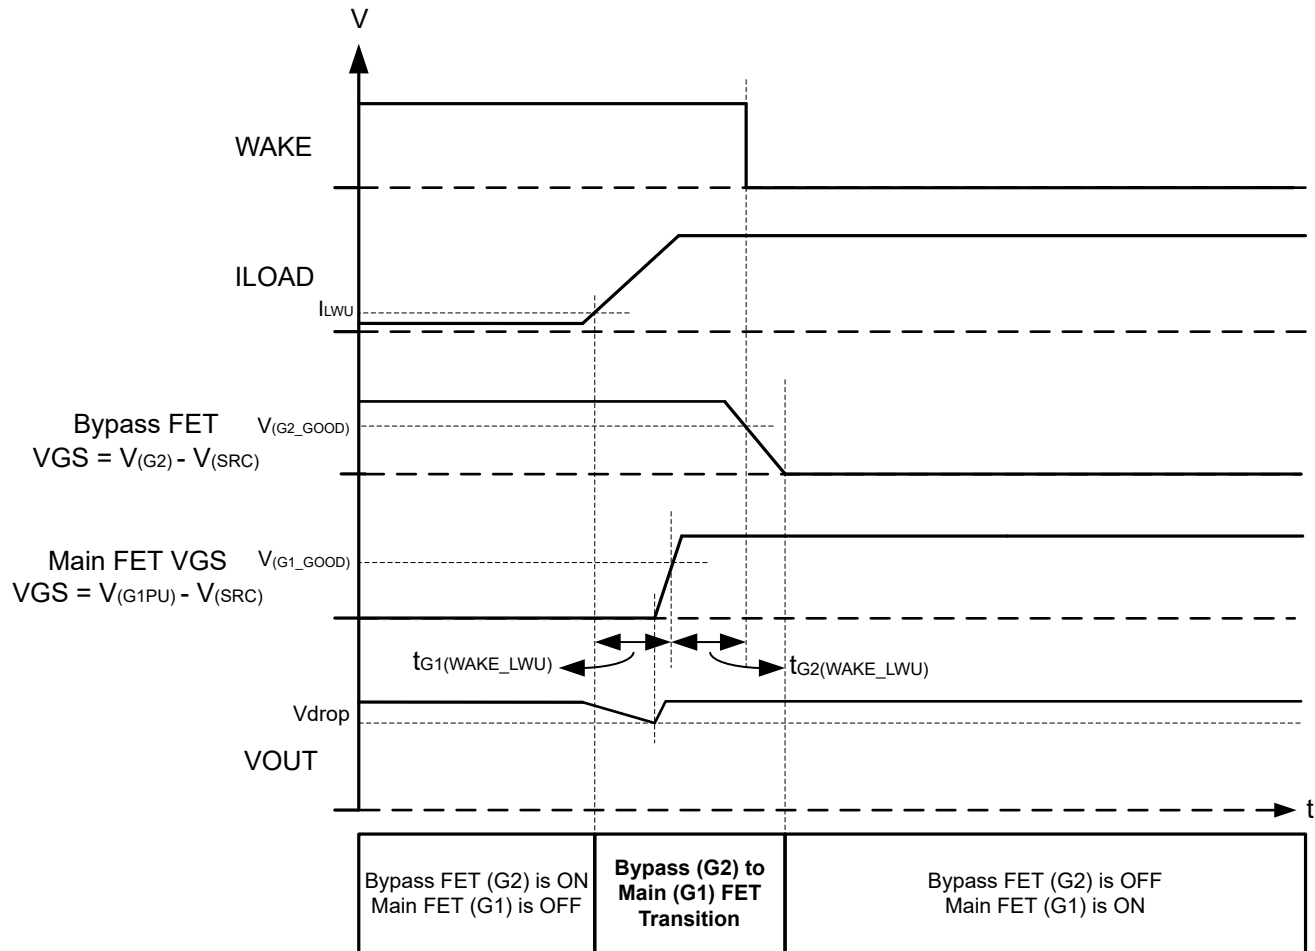 V
WAKE
ILOAD
ILWU
Bypass FET
VGS = V(G2) - V(SRC)
V(G2_GOOD)
Main FET VGS
VGS = V(G1PU) - V(SRC)
V(G1_GOOD)
tG1(WAKE_LWU)
tG2(WAKE_LWU)
Vdrop
VOUT
t
Bypass FET (G2) is ON
Main FET (G1) is OFF
Bypass (G2) to
Main (G1) FET
Transition
Bypass FET (G2) is OFF
Main FET (G1) is ON